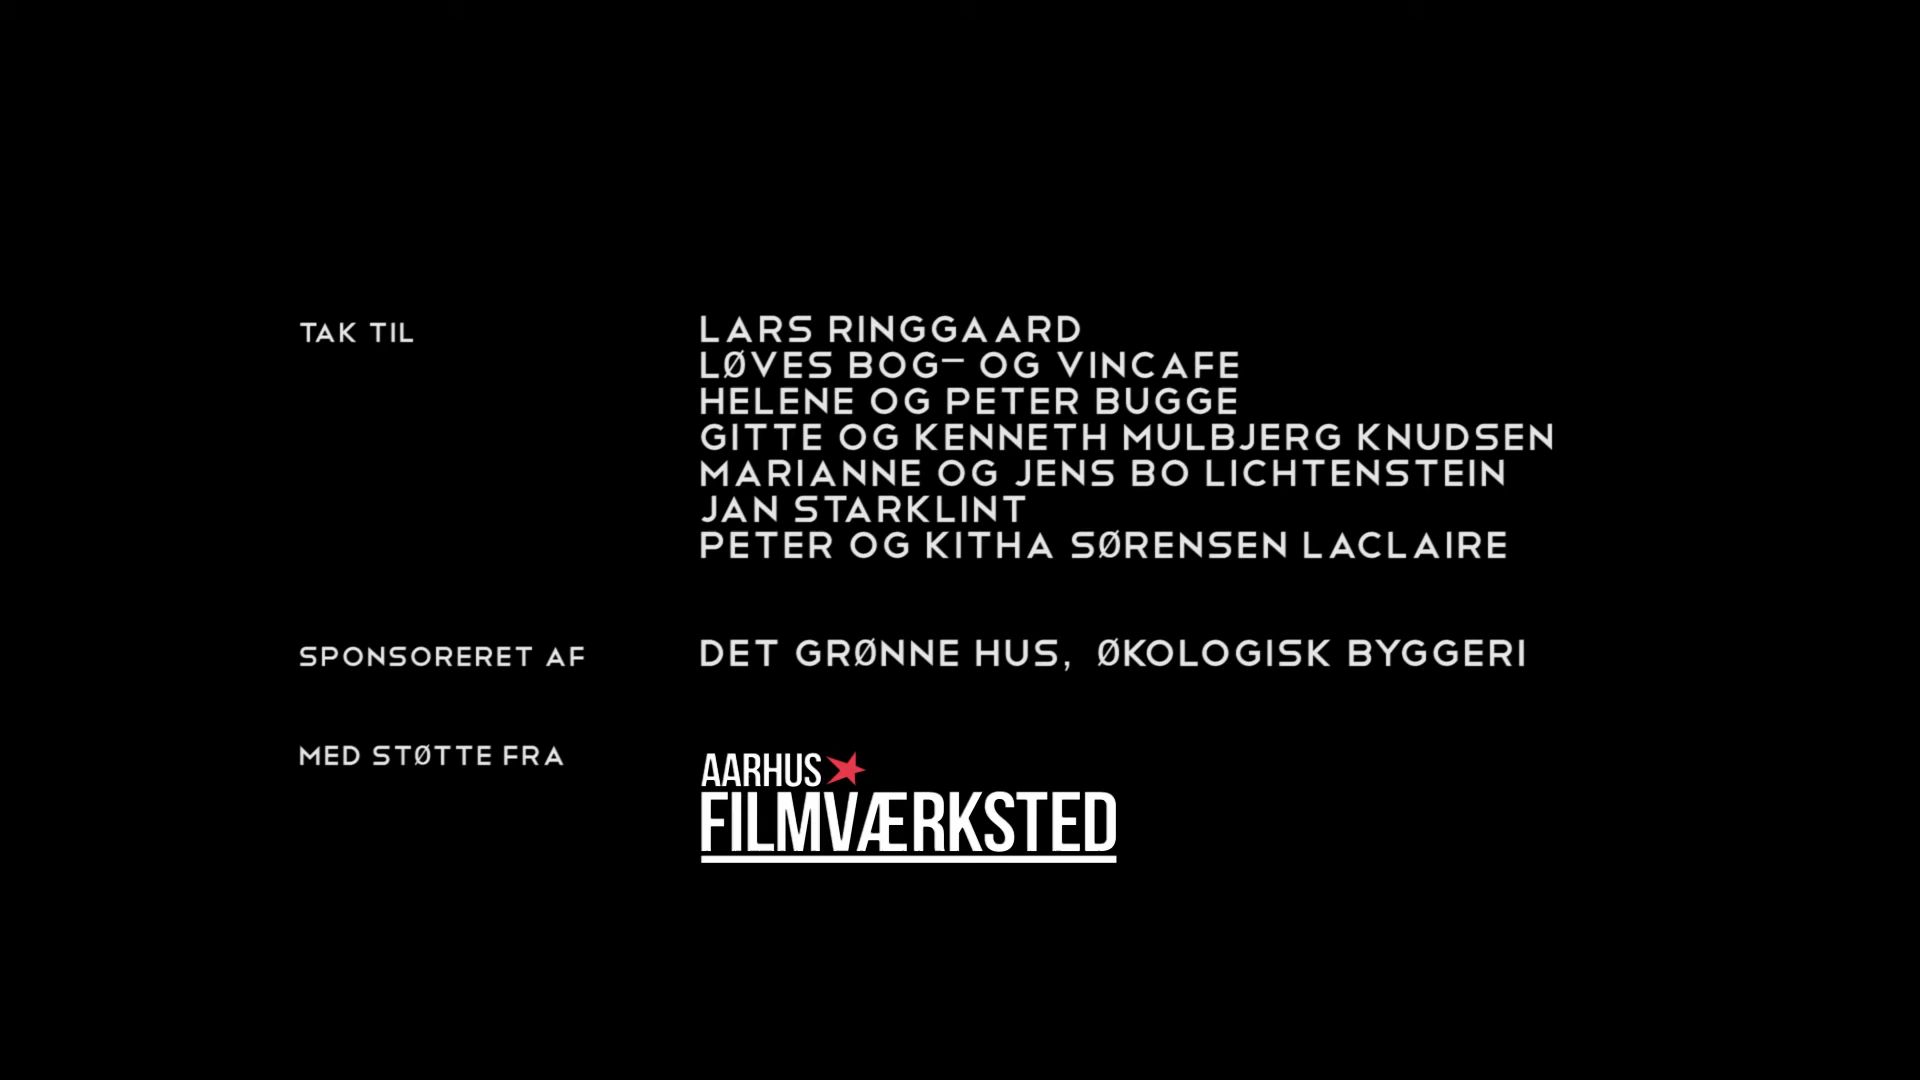 TAK TIL
LARS RINGGAARD
LØVES BOG– OG VINCAFE
HELENE OG PETER BUGGE
GITTE OG KENNETH MULBJERG KNUDSEN
MARIANNE OG JENS BO LICHTENSTEIN
JAN STARKLINT
PETER OG KITHA SØRENSEN LACLAIRE
SPONSORERET AF
DET GRØNNE HUS, ØKOLOGISK BYGGERI
MED STØTTE FRA
AARHUS
FILMVÆRKSTED